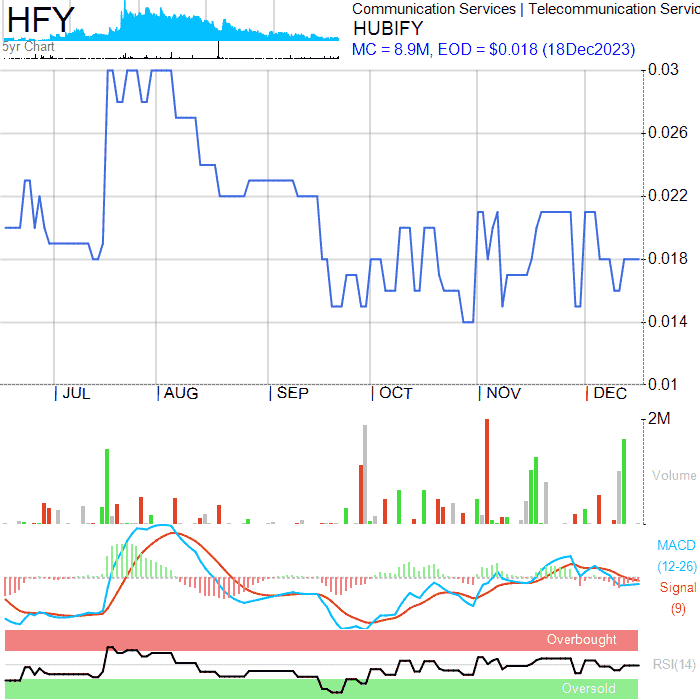 HFY
5yr Chart
Communication Services | Telecommunication Servic
HUBIFY
MC = 8.9M, EOD = $0.018 (18Dec2023)
0.03
0.026
0.022
0.018
0.014
0.01
| JUL | AUG | SEP | OCT | NOV | DEC
2M
Volume
MACD
(12-26)
Signal
(9)
Overbought
RSI(14)
Oversold